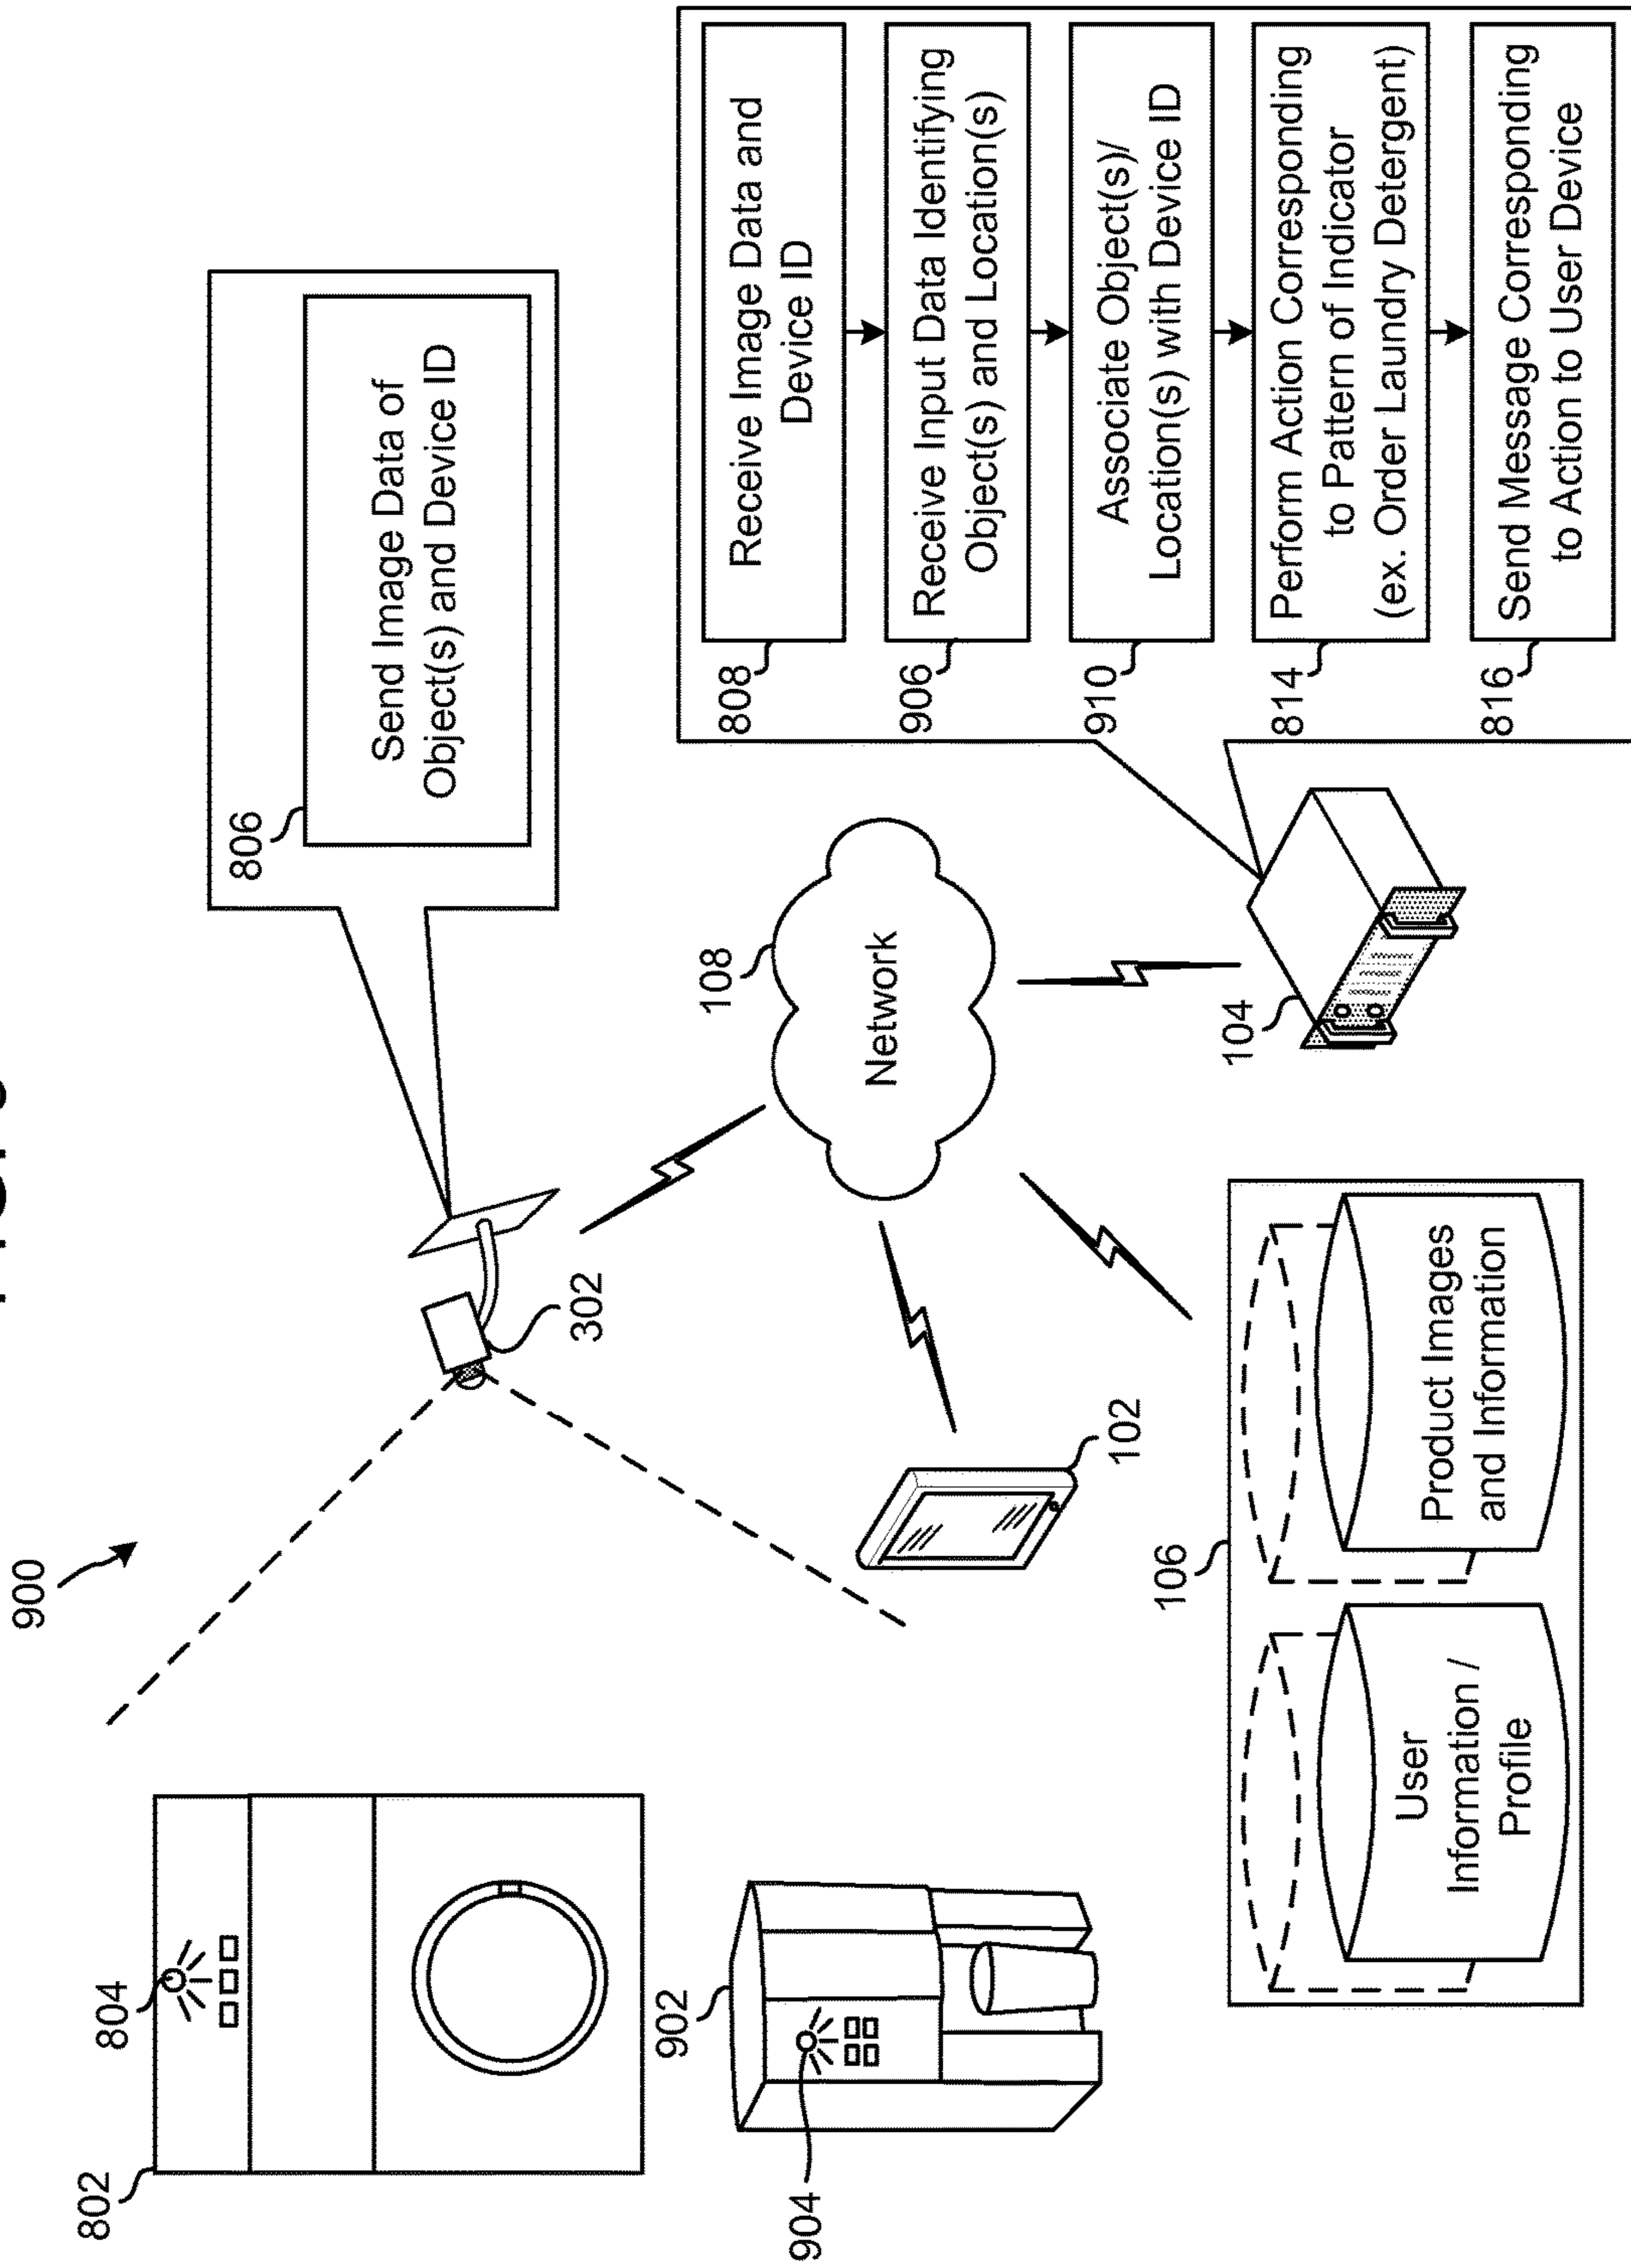 900
802
804
902
904
302
806
Send Image Data of
Object(s) and Device ID
108
Network
102
106
User
Information /
Profile
Product Images
and Information
104
808
Receive Image Data and
Device ID
906
Receive Input Data Identifying
Object(s) and Locations(s)
910
Associate Object(s)/
Location(s) with Device ID
814
Perform Action Corresponding
to Pattern of Indicator
(ex. Order Laundry Detergent)
816
Send Message Corresponding
to Action to User Device